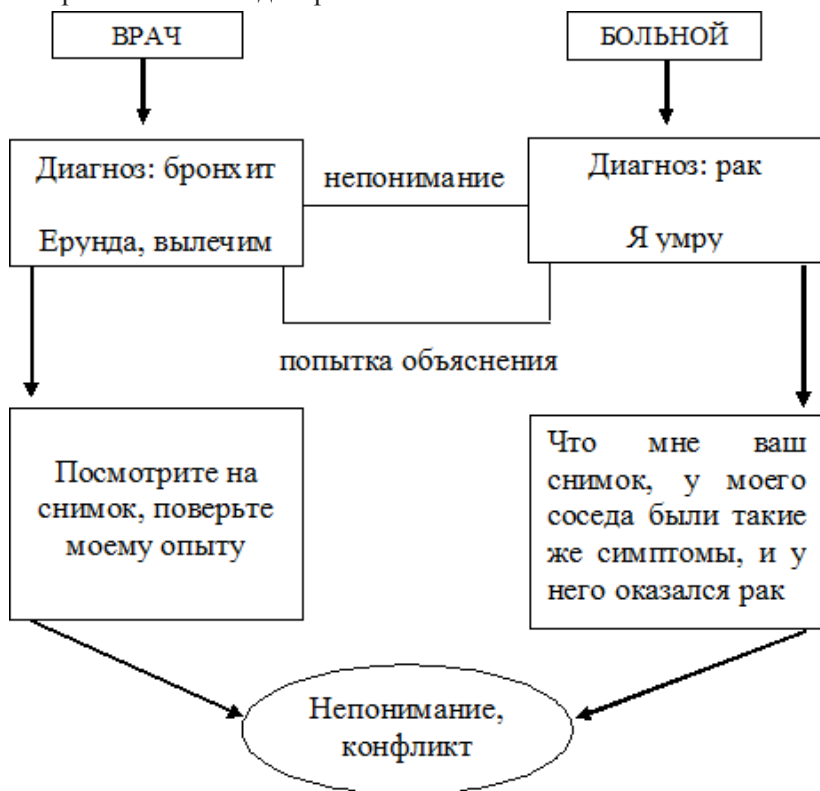 ВРАЧ
БОЛЬНОЙ
Диагноз: бронхит
Ерунда, вылечим
непонимание
Диагноз: рак
Я умру
попытка объяснения
Посмотрите на
снимок, поверьте
моему опыту
Что мне ваш
снимок, у моего
соседа были такие
же симптомы, и у
него оказался рак
Непонимание,
конфликт